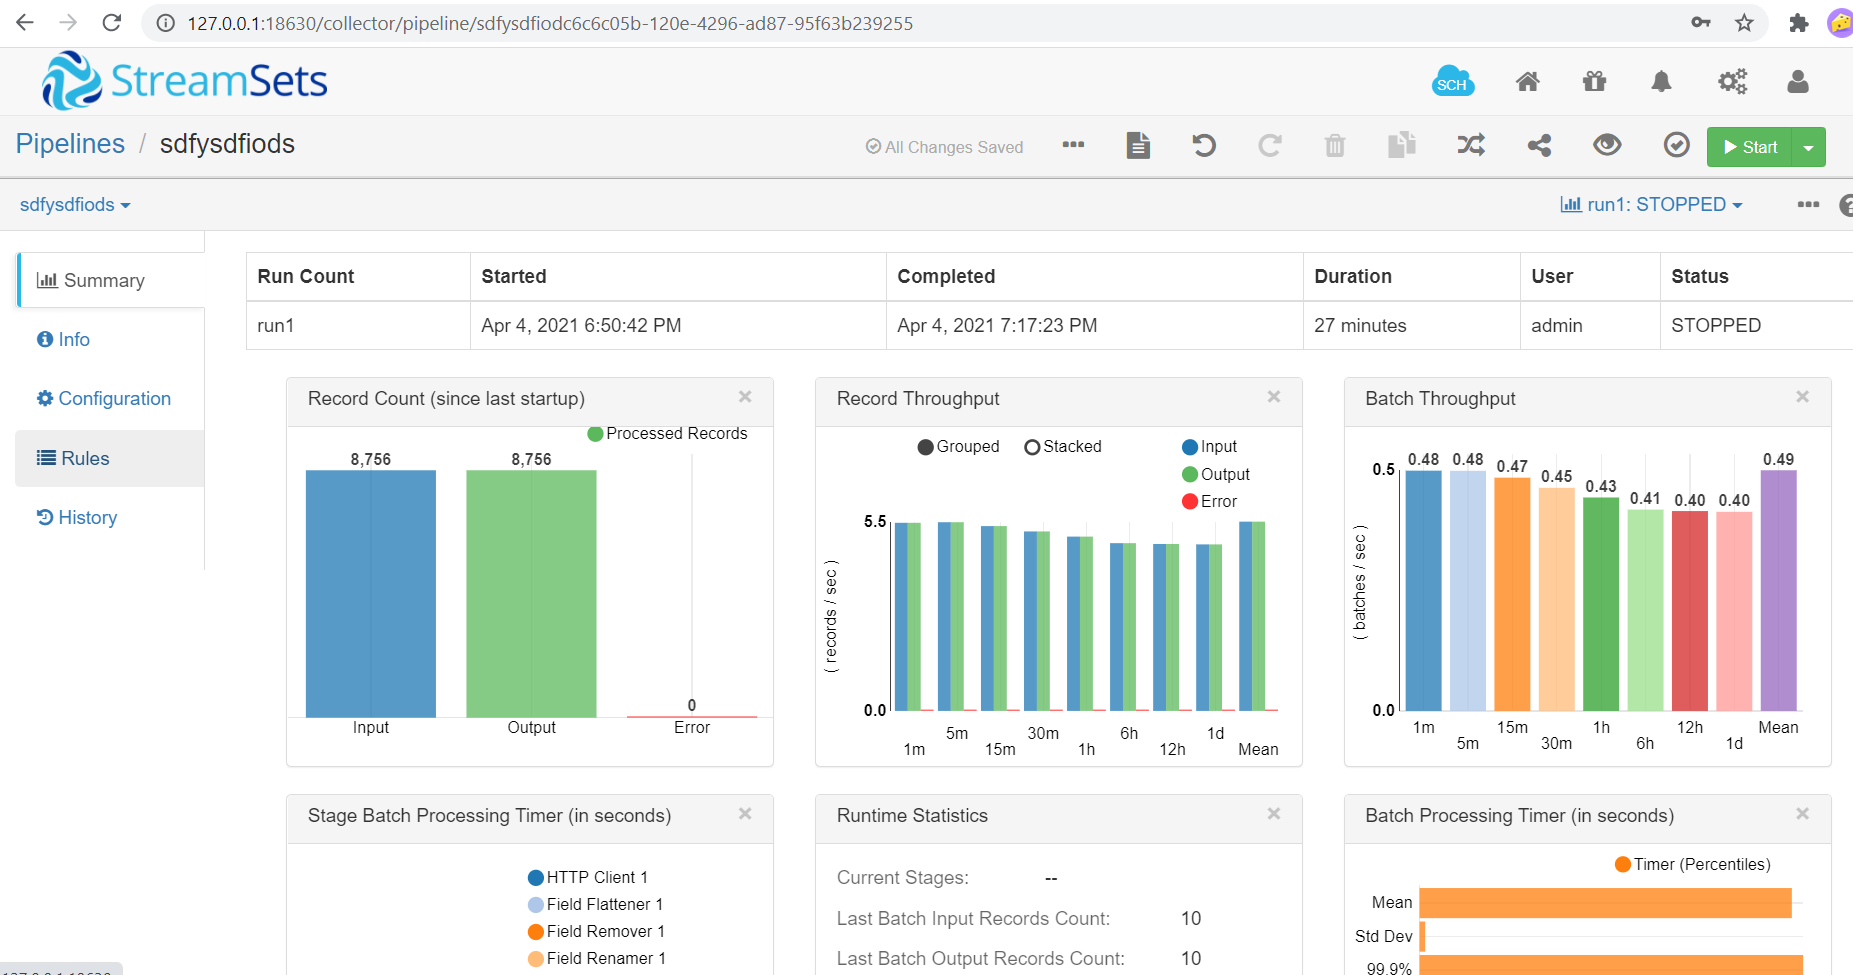 127.0.0.1:18630/collector/pipeline/sdfysdfiodc6c6c05b-120e-4296-ad87-95f63b239255
StreamSets
SCH
Pipelines / sdfysdfiods
All Changes Saved
Start
sdfysdfiods
run1: STOPPED
Summary
Info
Configuration
Rules
History
Run Count Started Completed Duration User Status
run1 Apr 4, 2021 6:50:42 PM Apr 4, 2021 7:17:23 PM 27 minutes admin STOPPED
Record Count (since last startup)
Processed Records
8,756 8,756 0
Input Output Error
Record Throughput
Grouped Stacked Input
Output
Error
5.5
( records / sec )
0.0
1m 5m 15m 30m 1h 6h 12h 1d Mean
Batch Throughput
0.5
0.48 0.48 0.47 0.45 0.43 0.41 0.40 0.40 0.49
( batches / sec )
0.0
1m 5m 15m 30m 1h 6h 12h 1d Mean
Stage Batch Processing Timer (in seconds)
HTTP Client 1
Field Flattener 1
Field Remover 1
Field Renamer 1
Runtime Statistics
Current Stages: --
Last Batch Input Records Count: 10
Last Batch Output Records Count: 10
Batch Processing Timer (in seconds)
Timer (Percentiles)
Mean
Std Dev
99.9%